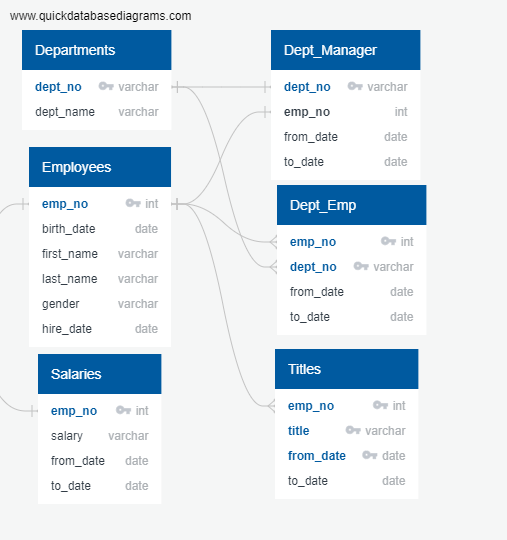 www.quickdatabasediagrams.com
Departments
dept_no varchar
dept_name varchar
Employees
emp_no int
birth_date date
first_name varchar
last_name varchar
gender varchar
hire_date date
Salaries
emp_no int
salary varchar
from_date date
to_date date
Dept_Manager
dept_no varchar
emp_no int
from_date date
to_date date
Dept_Emp
emp_no int
dept_no varchar
from_date date
to_date date
Titles
emp_no int
title varchar
from_date date
to_date date